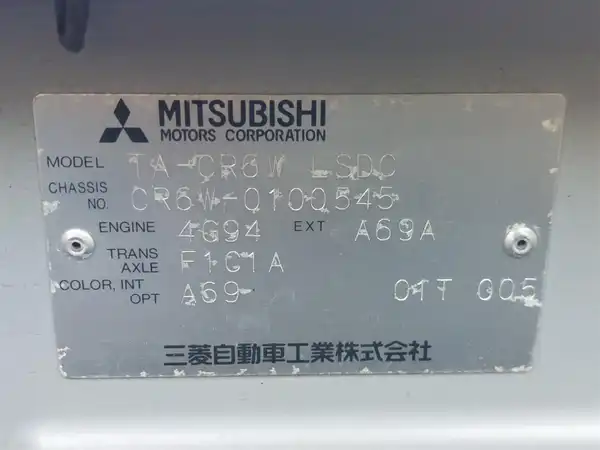 MITSUBISHI
MOTORS CORPORATION
MODEL TA-CR6W LSDC
CHASSIS NO. CR6W-0100545
ENGINE 4G94 EXT A69A
TRANS AXLE F1C1A
COLOR, INT OPT A69 01T 005
三菱自動車工業株式会社